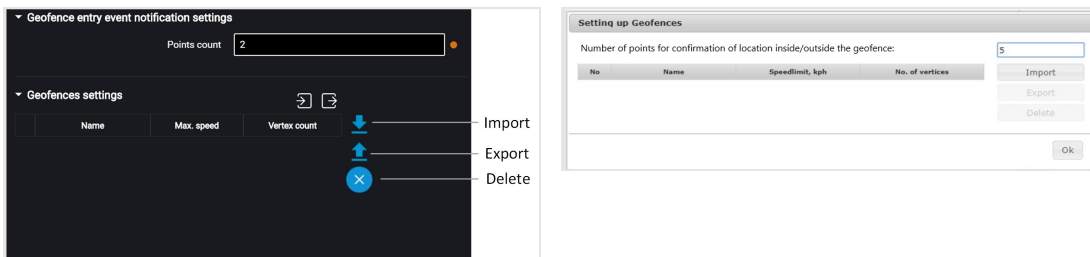 Geofence entry event notification settings
Points count 2
Geofences settings
Name Max. speed Vertex count
Import
Export
Delete
Setting up Geofences
Number of points for confirmation of location inside/outside the geofence: 5
No Name Speedlimit, kph No. of vertices
Import
Export
Delete
Ok